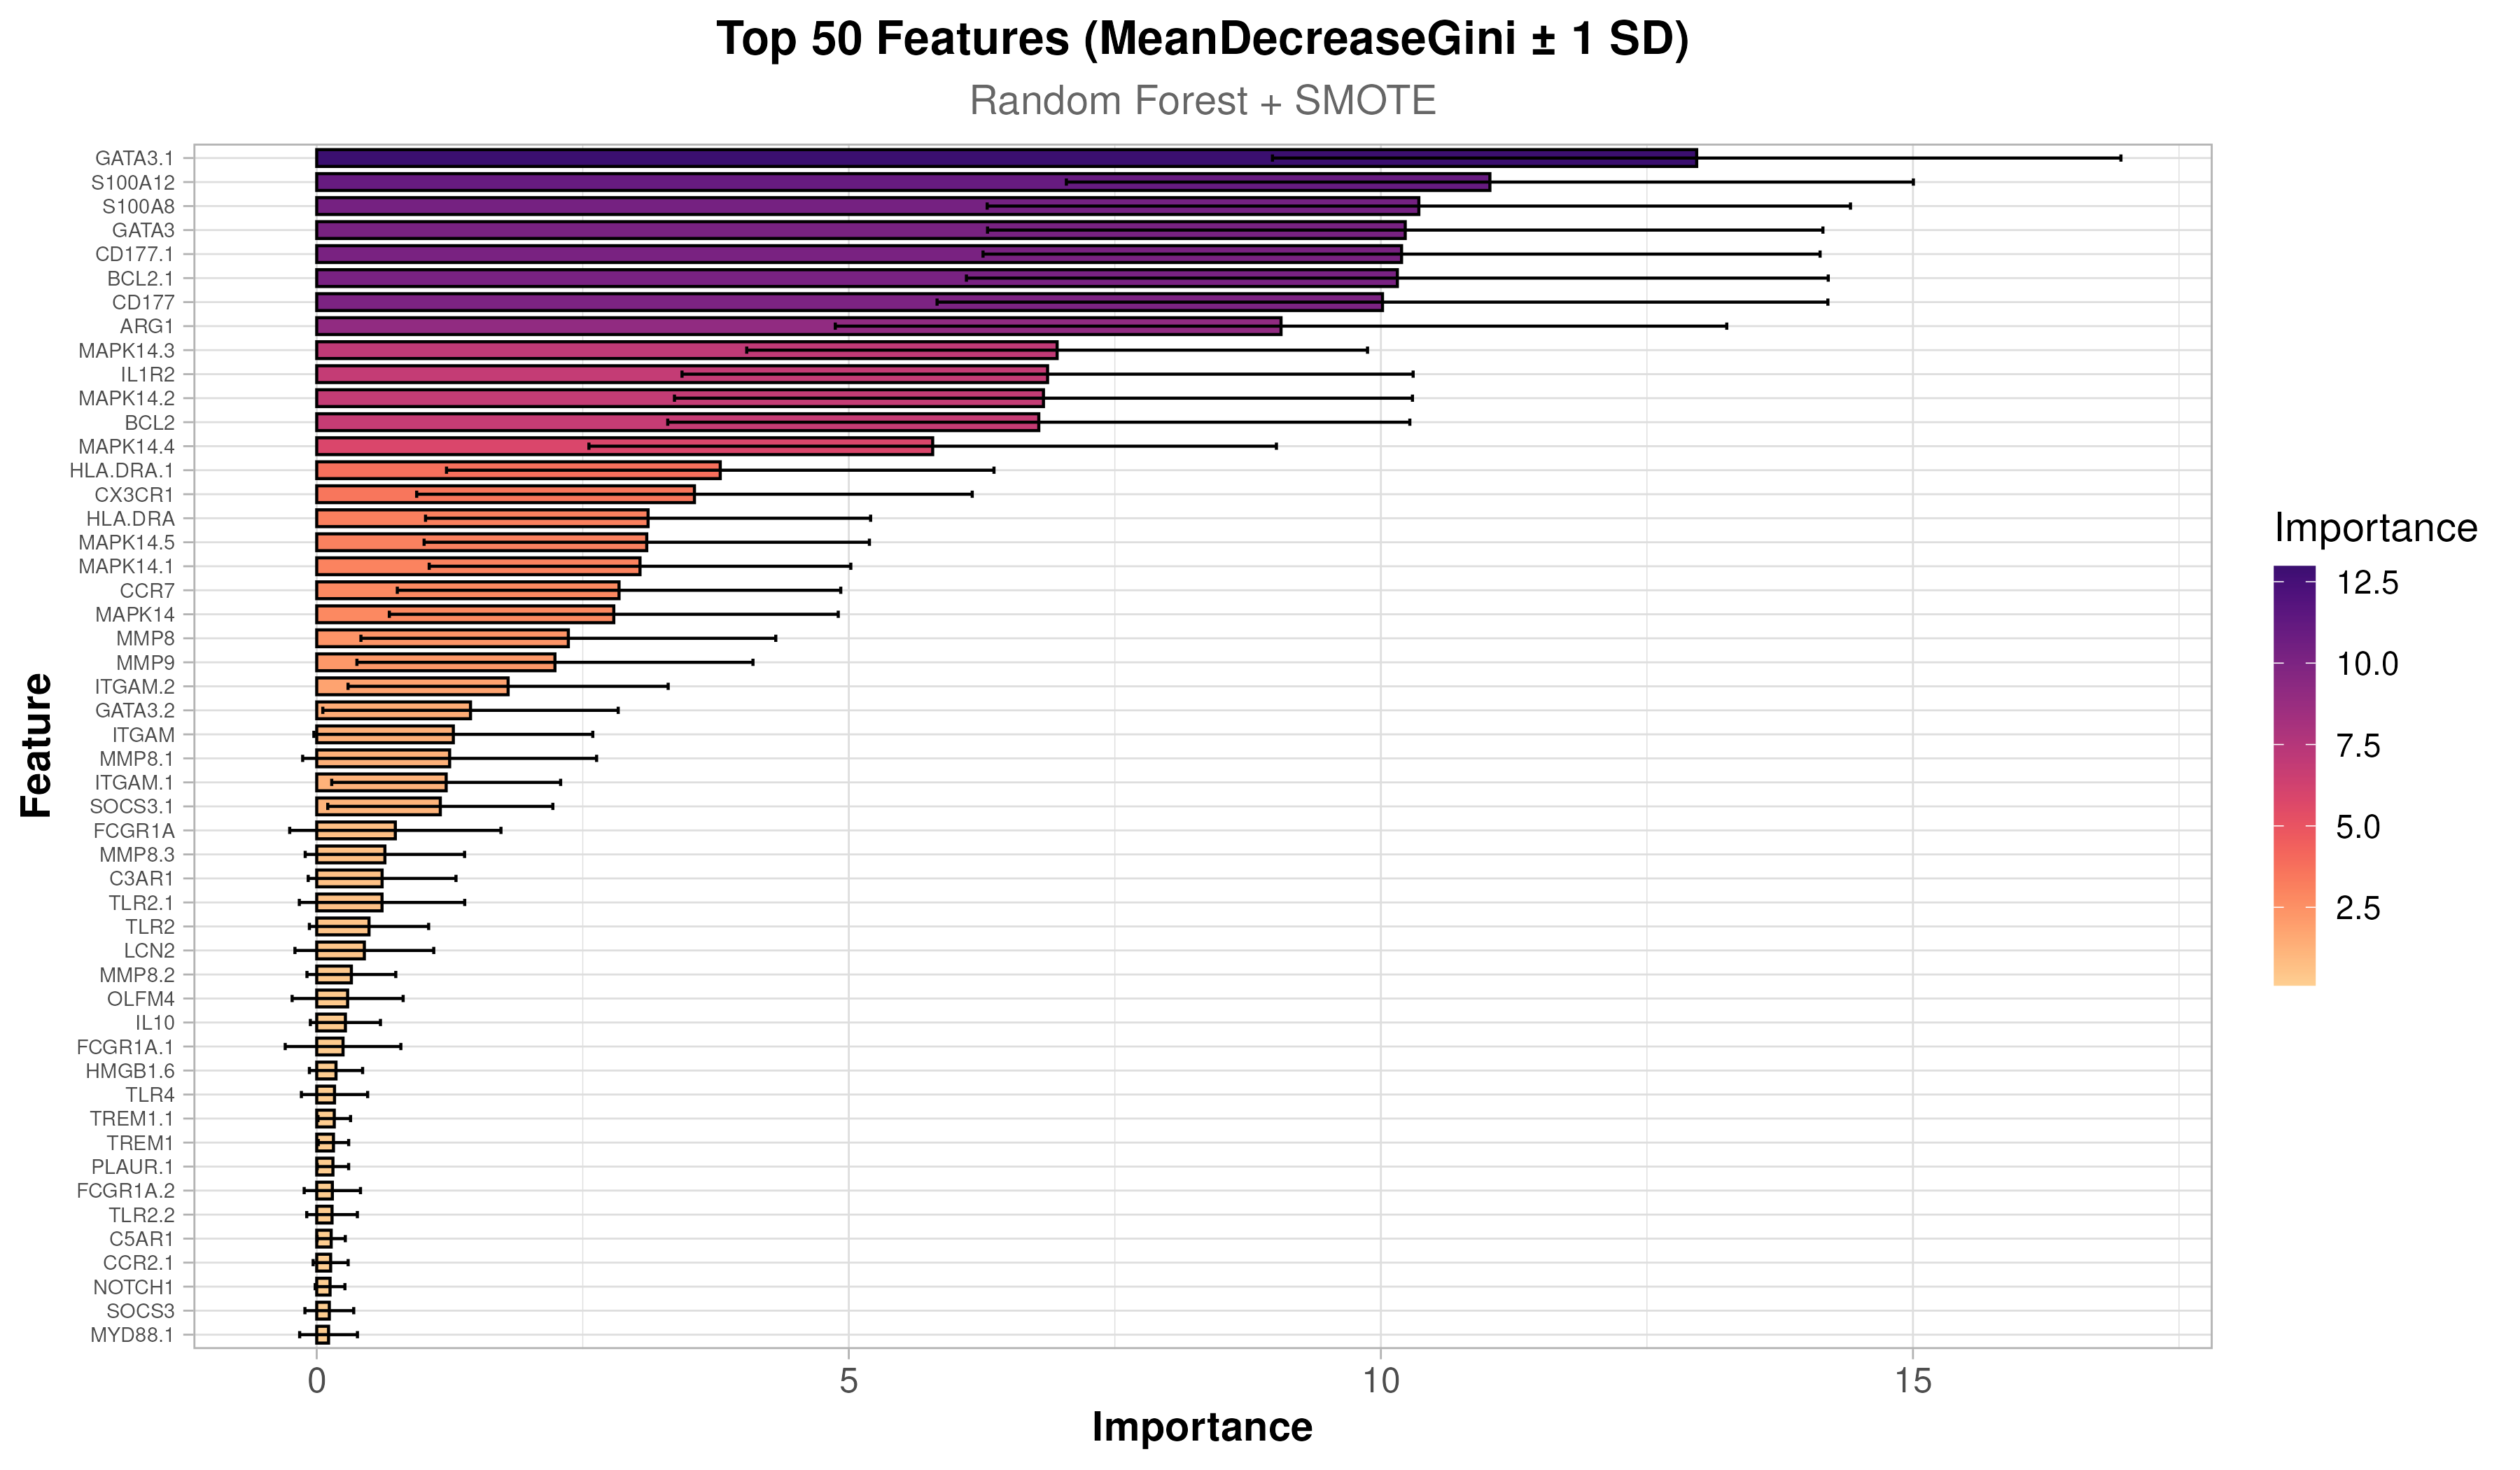 Top 50 Features (MeanDecreaseGini ± 1 SD)
Random Forest + SMOTE
Feature
GATA3.1
S100A12
S100A8
GATA3
CD177.1
BCL2.1
CD177
ARG1
MAPK14.3
IL1R2
MAPK14.2
BCL2
MAPK14.4
HLA.DRA.1
CX3CR1
HLA.DRA
MAPK14.5
MAPK14.1
CCR7
MAPK14
MMP8
MMP9
ITGAM.2
GATA3.2
ITGAM
MMP8.1
ITGAM.1
SOCS3.1
FCGR1A
MMP8.3
C3AR1
TLR2.1
TLR2
LCN2
MMP8.2
OLFM4
IL10
FCGR1A.1
HMGB1.6
TLR4
TREM1.1
TREM1
PLAUR.1
FCGR1A.2
TLR2.2
C5AR1
CCR2.1
NOTCH1
SOCS3
MYD88.1
0 5 10 15
Importance
Importance
12.5
10.0
7.5
5.0
2.5